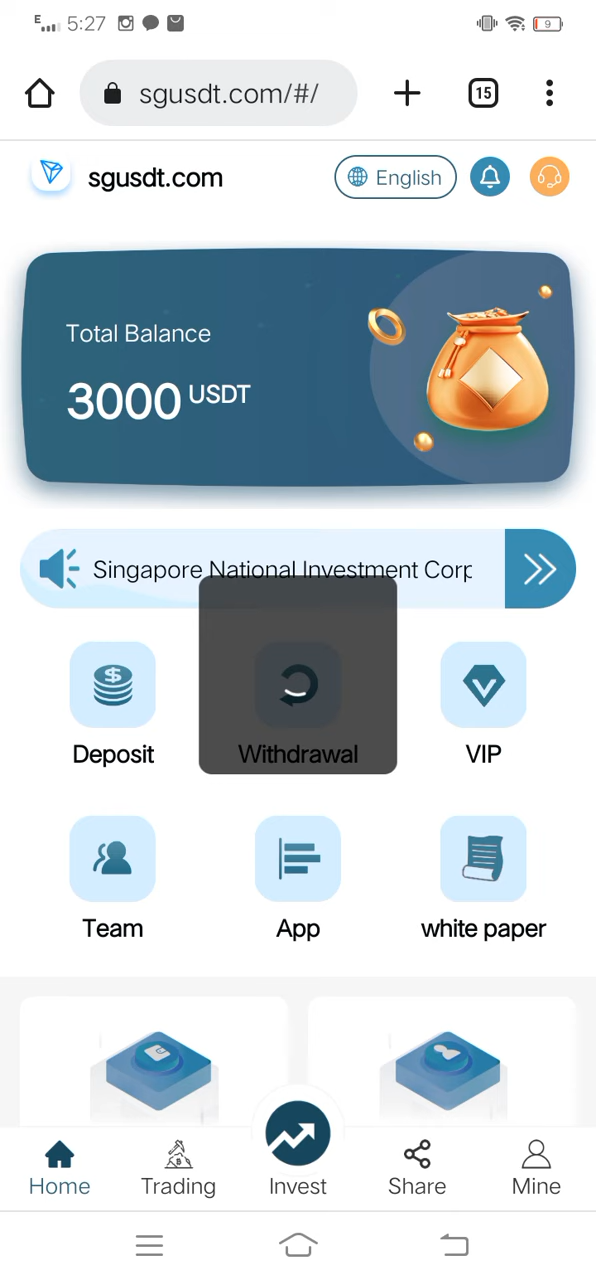 E 5:27 9
sgusdt.com/#/ 15
sgusdt.com English
Total Balance
3000 USDT
Singapore National Investment Corp
Deposit Withdrawal VIP
Team App white paper
Home Trading Invest Share Mine